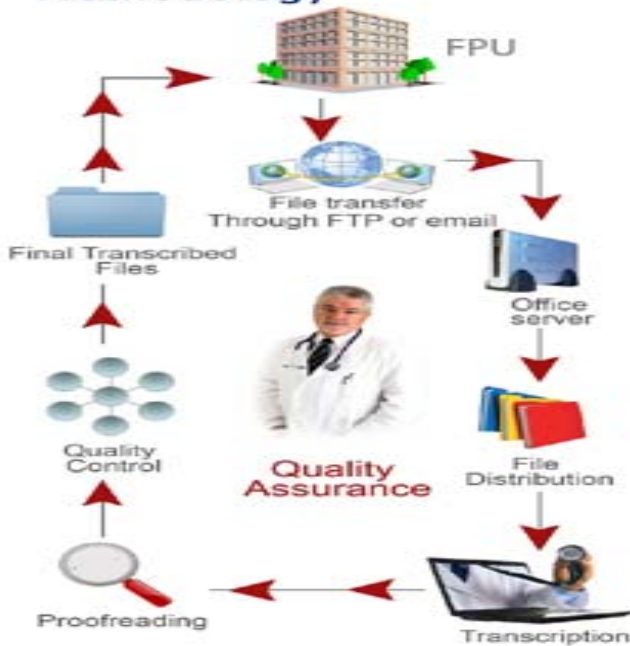 FPU
File transfer
Through FTP or email
Office
server
File
Distribution
Transcription
Proofreading
Quality
Control
Final Transcribed
Files
Quality
Assurance